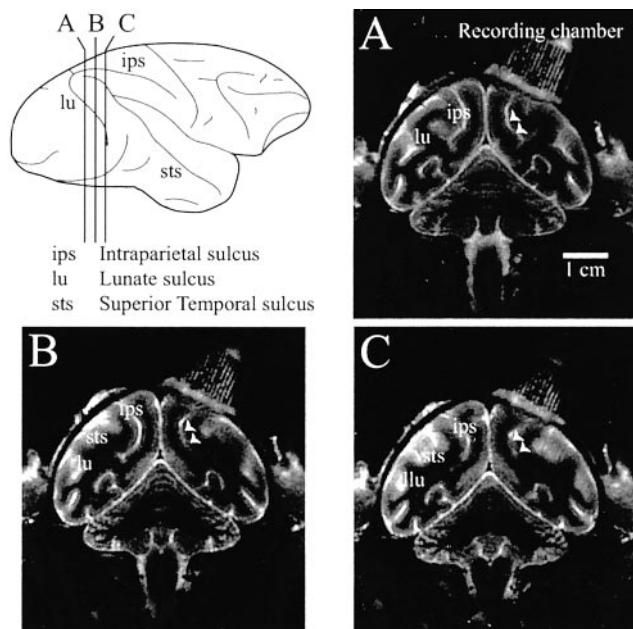 A B C
ips
lu
sts
ips Intraparietal sulcus
lu Lunate sulcus
sts Superior Temporal sulcus
A
Recording chamber
ips
lu
1 cm
B
ips
sts
lu
C
ips
sts
llu